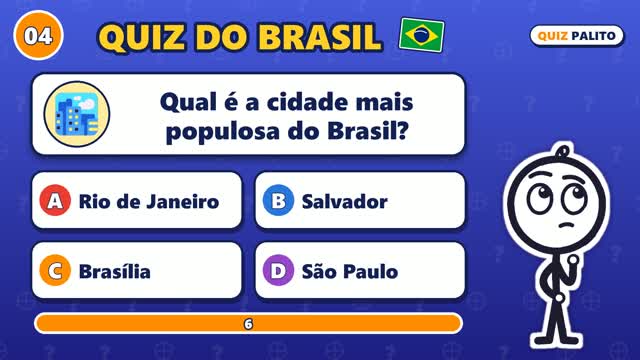 04
QUIZ DO BRASIL
QUIZ PALITO
Qual é a cidade mais
populosa do Brasil?
A Rio de Janeiro
B Salvador
C Brasília
D São Paulo
6